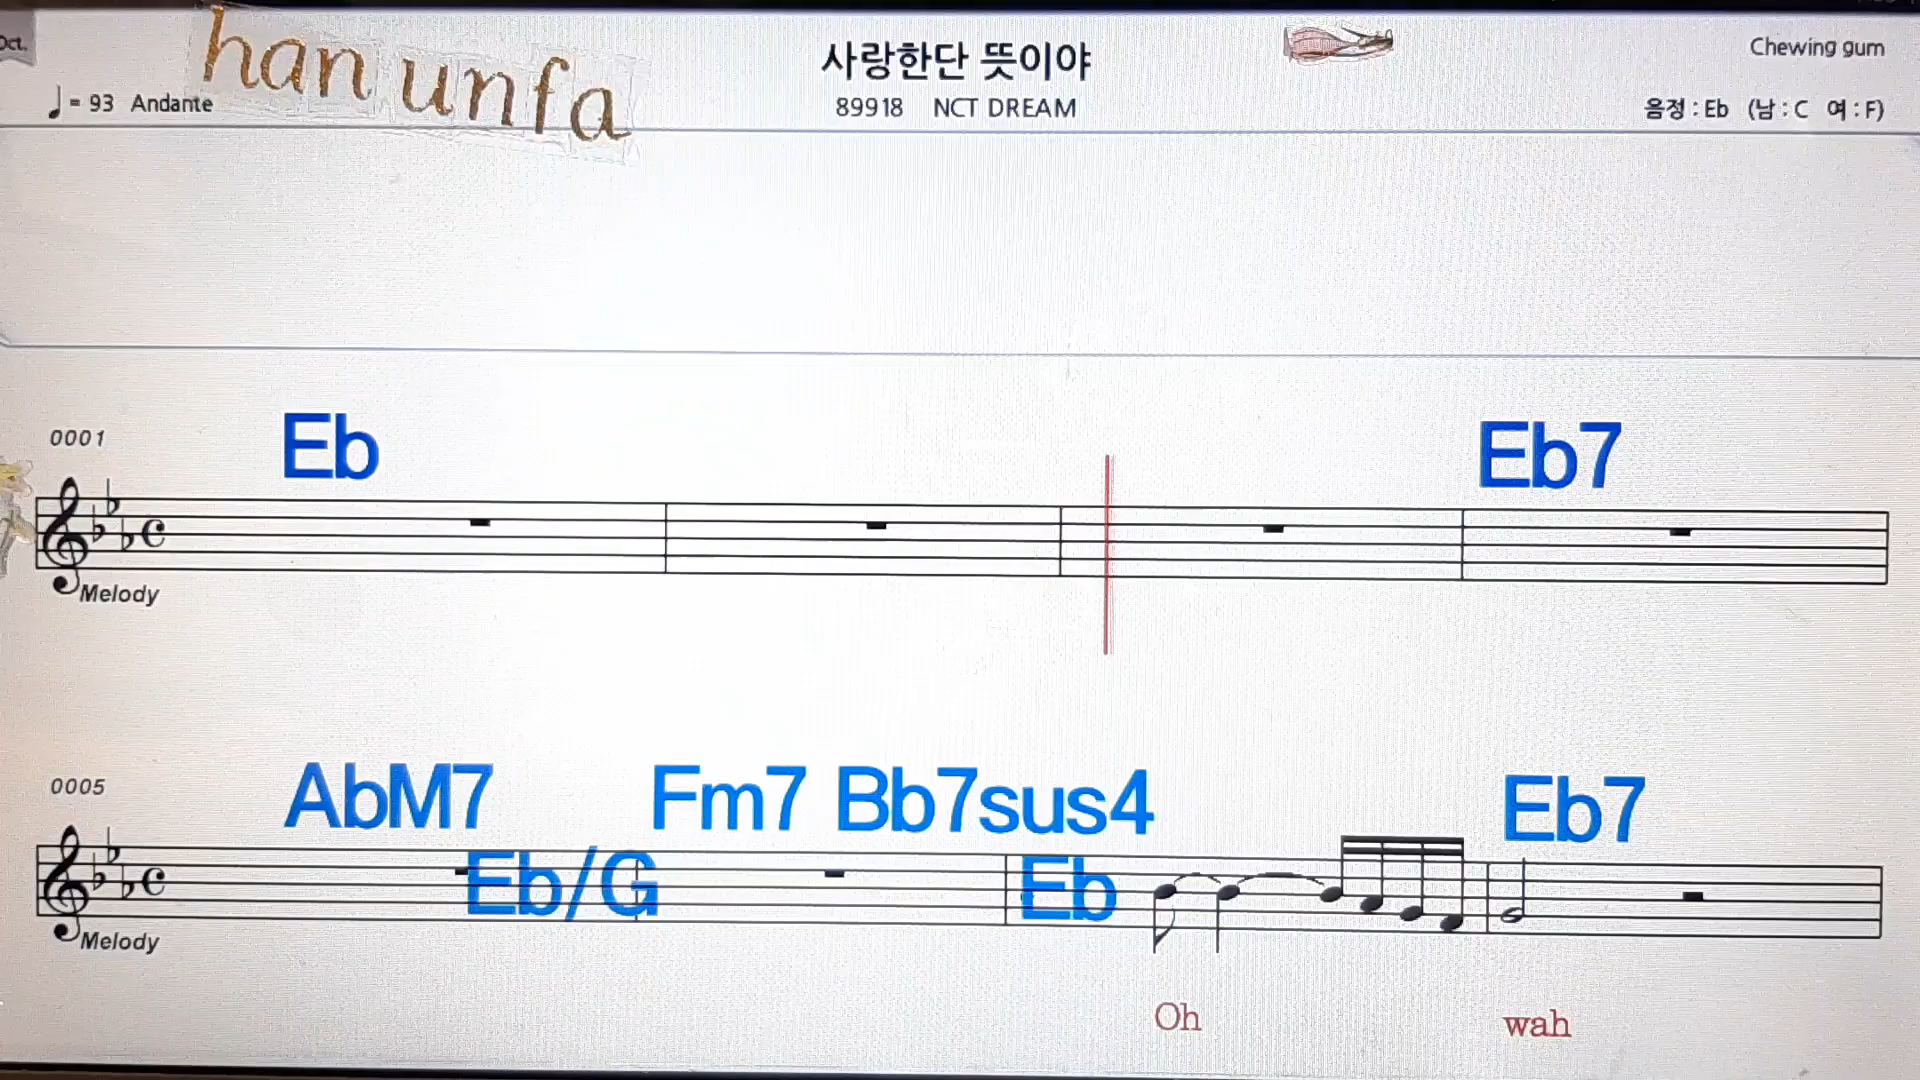 Oct.
han unfa
사랑한단 뜻이야
Chewing gum
♩= 93 Andante
89918 NCT DREAM
음정 : Eb (남 : C 여 : F)
0001
Eb
Eb7
Melody
0005
AbM7
Fm7 Bb7sus4
Eb7
Eb/G
Eb
Melody
Oh
wah